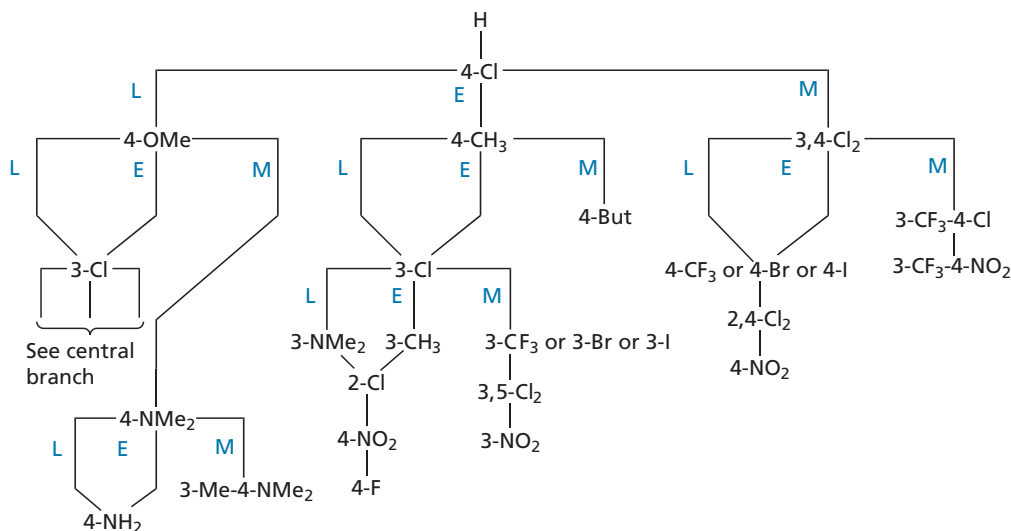 H
4-Cl
L
E
M
4-OMe
4-CH₃
3,4-Cl₂
L
E
M
L
E
M
L
E
M
4-But
3-CF₃-4-Cl
3-Cl
3-Cl
4-CF₃ or 4-Br or 4-I
3-CF₃-4-NO₂
L
E
M
2,4-Cl₂
See central
branch
3-NMe₂
3-CH₃
3-CF₃ or 3-Br or 3-I
4-NO₂
2-Cl
3,5-Cl₂
4-NMe₂
L
E
M
4-NO₂
3-NO₂
3-Me-4-NMe₂
4-F
4-NH₂